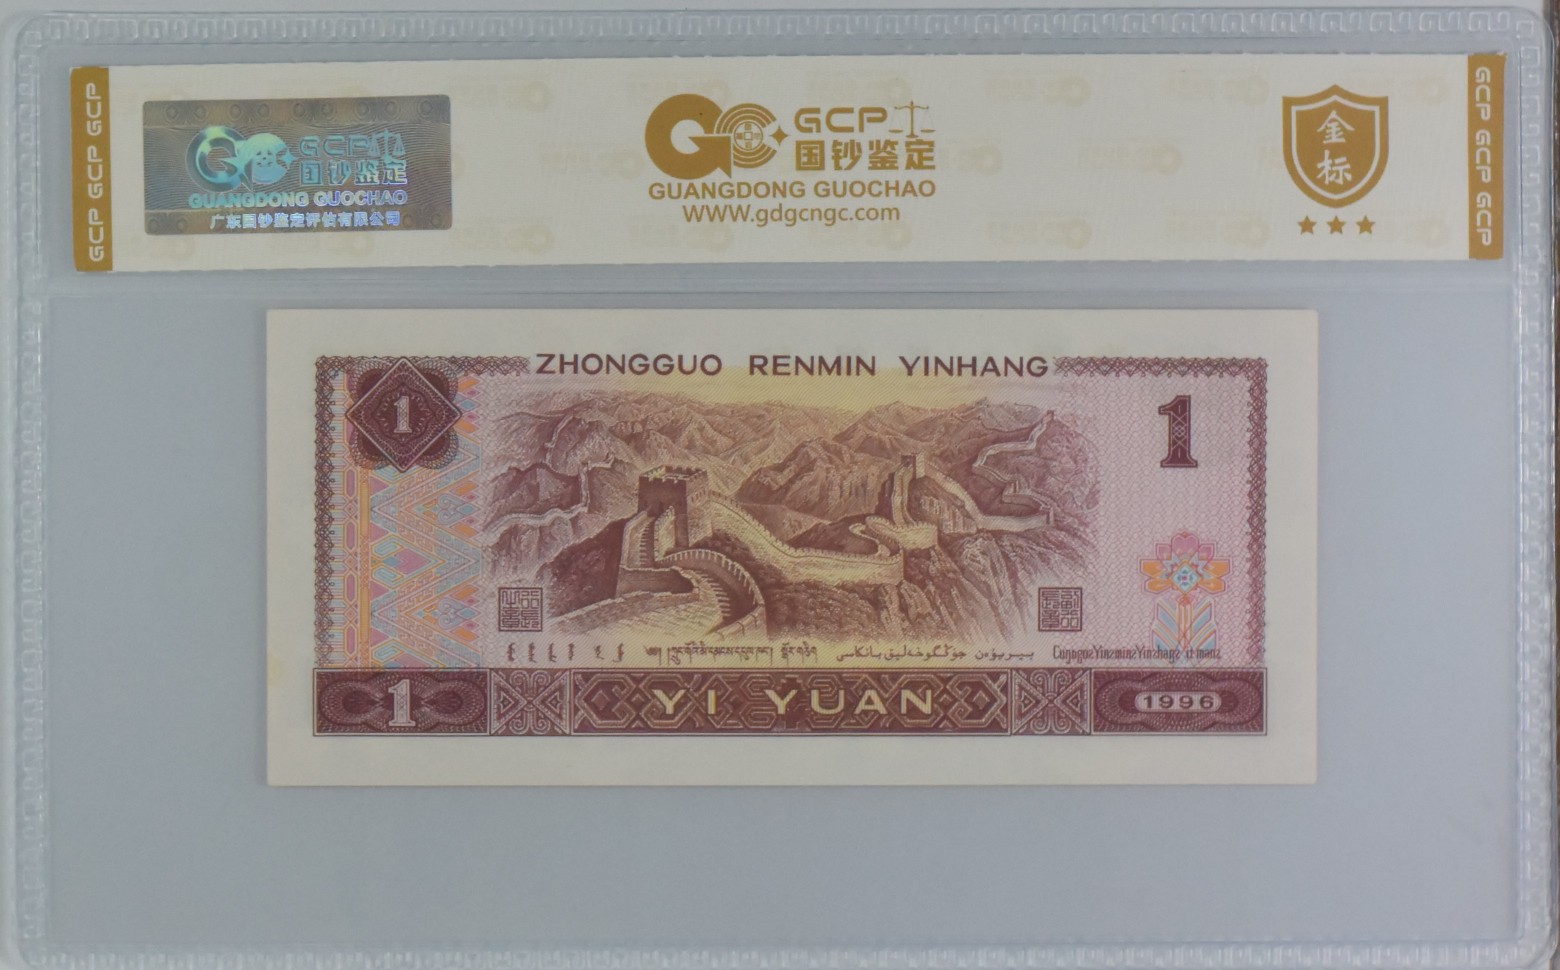 GCP GCP GCP
GCP
国钞鉴定
GUANGDONG GUOCHAO
广东国钞鉴定评估有限公司
GCP
国钞鉴定
GUANGDONG GUOCHAO
WWW.gdgcngc.com
金
标
GCP GCP GCP
ZHONGGUO RENMIN YINHANG
1
1
1
YI YUAN
1996